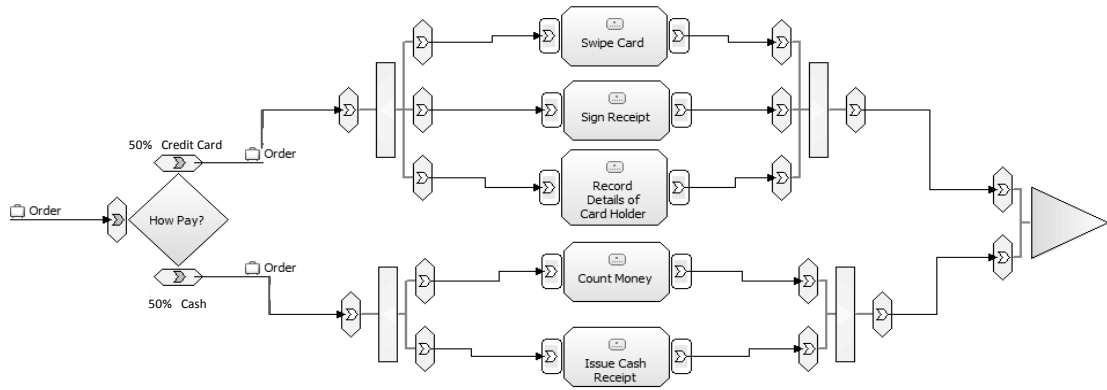 Swipe Card
Sign Receipt
50% Credit Card
Order
Record
Details of
Card Holder
Order
How Pay?
Order
Count Money
50% Cash
Issue Cash
Receipt